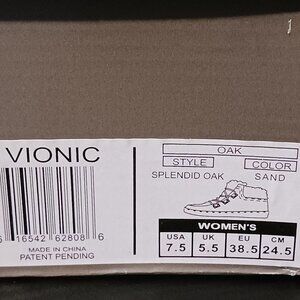 VIONIC
16542 62808 6
MADE IN CHINA
PATENT PENDING
OAK
STYLE COLOR
SPLENDID OAK SAND
WOMEN'S
USA UK EU CM
7.5 5.5 38.5 24.5